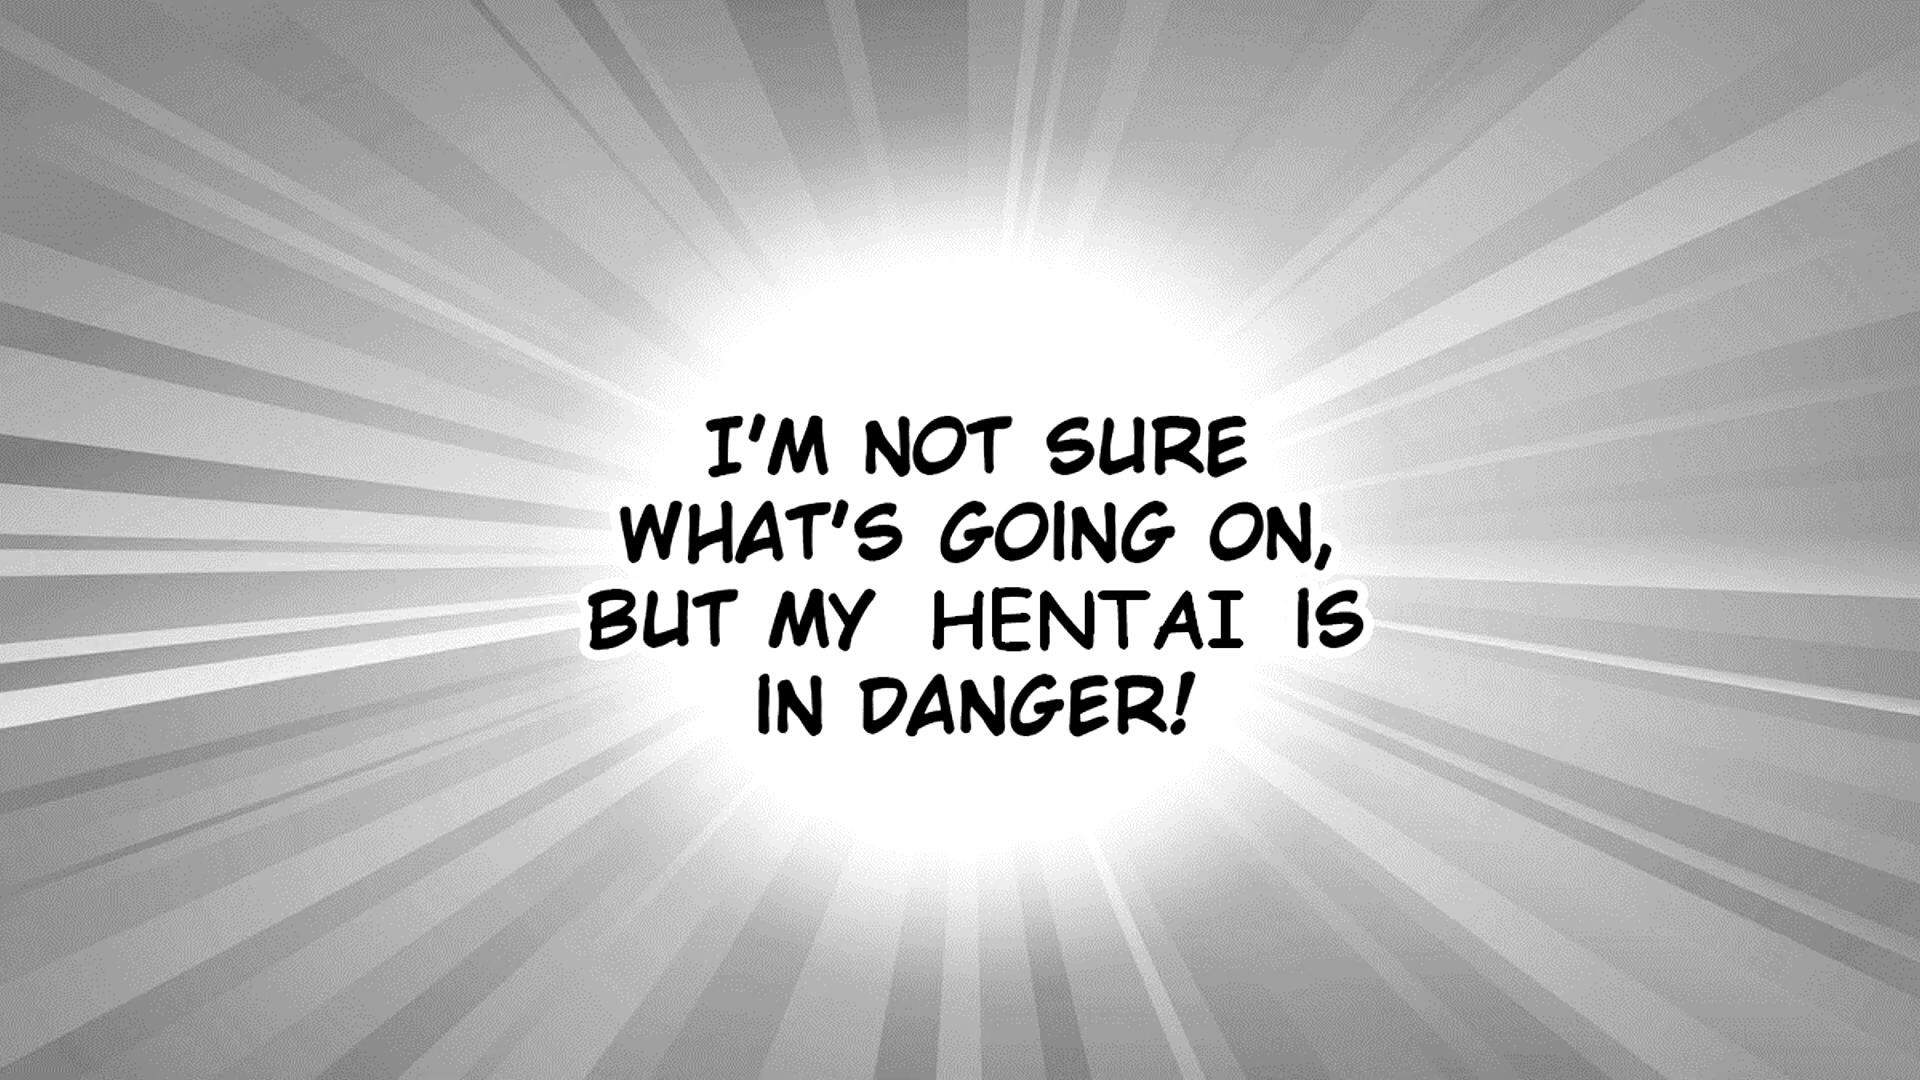 I'M NOT SURE
WHAT'S GOING ON,
BUT MY HENTAI IS
IN DANGER!